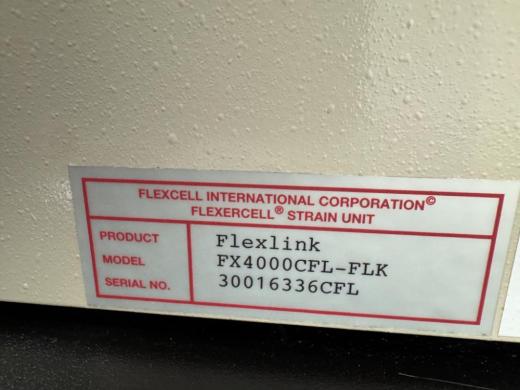 FLEXCELL INTERNATIONAL CORPORATION©
FLEXERCELL® STRAIN UNIT
PRODUCT Flexlink
MODEL FX4000CFL-FLK
SERIAL NO. 30016336CFL